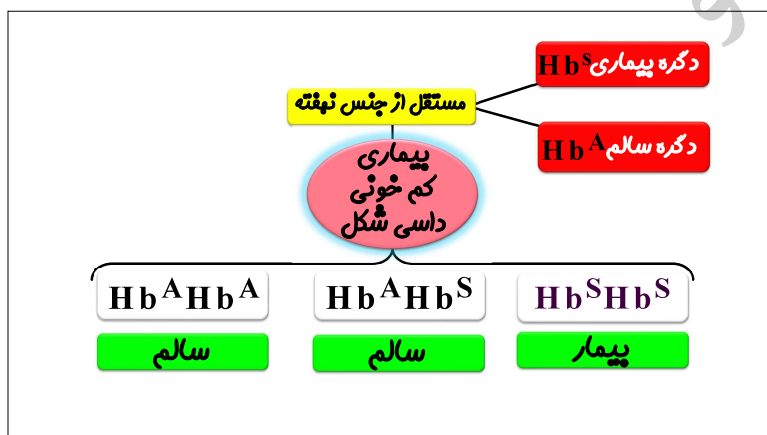 دگره بیماری Hbˢ
مستقل از جنس نهفته
دگره سالم Hbᴬ
بیماری
کم خونی
داسی شکل
HbᴬHbᴬ
HbᴬHbˢ
HbˢHbˢ
سالم
سالم
بیمار